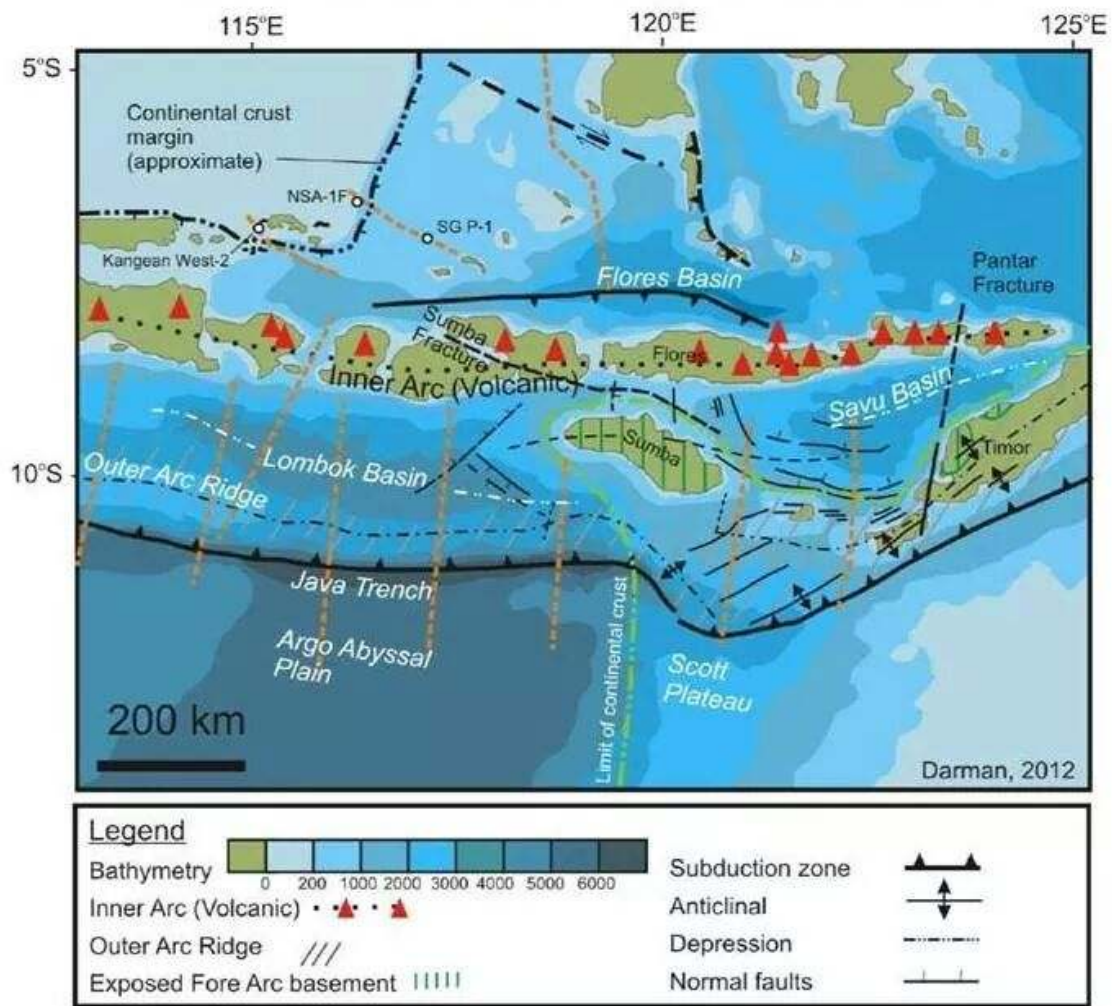 115°E
120°E
125°E
5°S
Continental crust
margin
(approximate)
NSA-1F
SG P-1
Kangean West-2
Flores Basin
Pantar
Fracture
Sumba
Fracture
Flores
Inner Arc (Volcanic)
Savu Basin
10°S
Outer Arc Ridge
Lombok Basin
Sumba
Timor
Java Trench
Argo Abyssal
Plain
Limit of continental crust
Scott
Plateau
200 km
Darman, 2012
Legend
Bathymetry
0 200 1000 2000 3000 4000 5000 6000
Inner Arc (Volcanic)
Outer Arc Ridge
Exposed Fore Arc basement
Subduction zone
Anticlinal
Depression
Normal faults